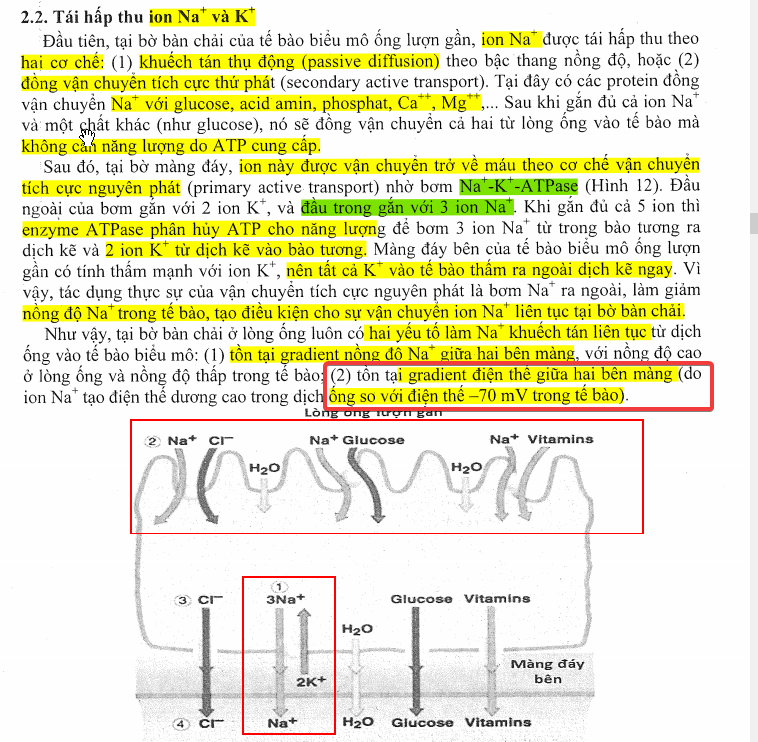 2.2. Tái hấp thu ion Na⁺ và K⁺
Đầu tiên, tại bờ bàn chải của tế bào biểu mô ống lượn gần, ion Na⁺ được tái hấp thu theo
hai cơ chế: (1) khuếch tán thụ động (passive diffusion) theo bậc thang nồng độ, hoặc (2)
đồng vận chuyển tích cực thứ phát (secondary active transport). Tại đây có các protein đồng
vận chuyển Na⁺ với glucose, acid amin, phosphat, Ca⁺⁺, Mg⁺⁺,... Sau khi gắn đủ cả ion Na⁺
và một chất khác (như glucose), nó sẽ đồng vận chuyển cả hai từ lòng ống vào tế bào mà
không cần năng lượng do ATP cung cấp.
Sau đó, tại bờ màng đáy, ion này được vận chuyển trở về máu theo cơ chế vận chuyển
tích cực nguyên phát (primary active transport) nhờ bơm Na⁺-K⁺-ATPase (Hình 12). Đầu
ngoài của bơm gắn với 2 ion K⁺, và đầu trong gắn với 3 ion Na⁺. Khi gắn đủ cả 5 ion thì
enzyme ATPase phân hủy ATP cho năng lượng để bơm 3 ion Na⁺ từ trong bào tương ra
dịch kẽ và 2 ion K⁺ từ dịch kẽ vào bào tương. Màng đáy bên của tế bào biểu mô ống lượn
gần có tính thấm mạnh với ion K⁺, nên tất cả K⁺ vào tế bào thấm ra ngoài dịch kẽ ngay. Vì
vậy, tác dụng thực sự của vận chuyển tích cực nguyên phát là bơm Na⁺ ra ngoài, làm giảm
nồng độ Na⁺ trong tế bào, tạo điều kiện cho sự vận chuyển ion Na⁺ liên tục tại bờ bàn chải.
Như vậy, tại bờ bàn chải ở lòng ống luôn có hai yếu tố làm Na⁺ khuếch tán liên tục từ dịch
ống vào tế bào biểu mô: (1) tồn tại gradient nồng độ Na⁺ giữa hai bên màng, với nồng độ cao
ở lòng ống và nồng độ thấp trong tế bào; (2) tồn tại gradient điện thế giữa hai bên màng (do
ion Na⁺ tạo điện thế dương cao trong dịch ống so với điện thế –70 mV trong tế bào).
Lòng ống lượn gần
② Na⁺ Cl⁻ Na⁺ Glucose Na⁺ Vitamins
H₂O H₂O
①
③ Cl⁻ 3Na⁺ Glucose Vitamins
H₂O
Màng đáy
2K⁺ bên
④ Cl⁻ Na⁺ H₂O Glucose Vitamins